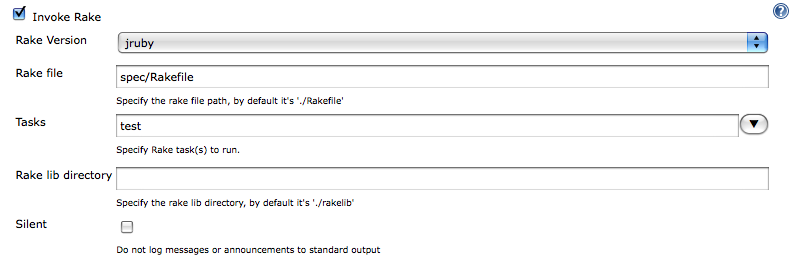 Invoke Rake
Rake Version jruby
Rake file spec/Rakefile
Specify the rake file path, by default it's './Rakefile'
Tasks test
Specify Rake task(s) to run.
Rake lib directory
Specify the rake lib directory, by default it's './rakelib'
Silent
Do not log messages or announcements to standard output